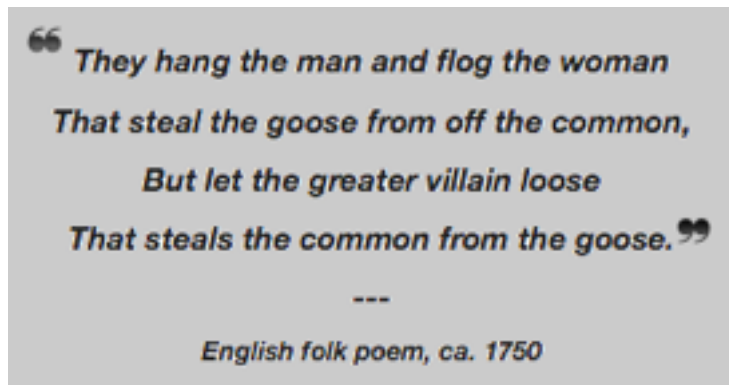 ❝ They hang the man and flog the woman
That steal the goose from off the common,
But let the greater villain loose
That steals the common from the goose.❞
---
English folk poem, ca. 1750